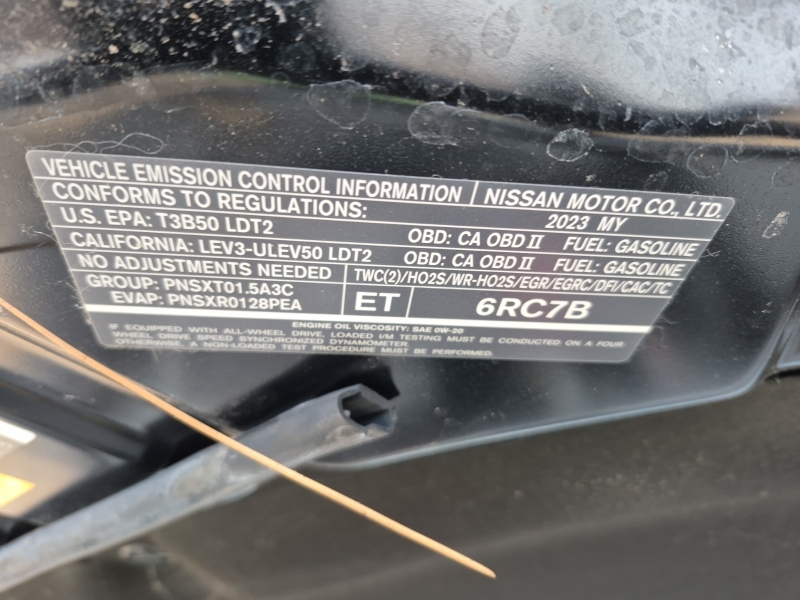 VEHICLE EMISSION CONTROL INFORMATION | NISSAN MOTOR CO., LTD.
CONFORMS TO REGULATIONS: 2023 MY
U.S. EPA: T3B50 LDT2 OBD: CA OBD II FUEL: GASOLINE
CALIFORNIA: LEV3-ULEV50 LDT2 OBD: CA OBD II FUEL: GASOLINE
NO ADJUSTMENTS NEEDED TWC(2)/HO2S/WR-HO2S/EGR/EGRC/DFI/CAC/TC
GROUP: PNSXT01.5A3C
EVAP: PNSXR0128PEA ET 6RC7B
ENGINE OIL VISCOSITY: SAE 0W-20
IF EQUIPPED WITH ALL-WHEEL DRIVE, LOADED I/M TESTING MUST BE CONDUCTED ON A FOUR-
WHEEL DRIVE SPEED SYNCHRONIZED DYNAMOMETER.
OTHERWISE, A NON-LOADED TEST PROCEDURE MUST BE PERFORMED.